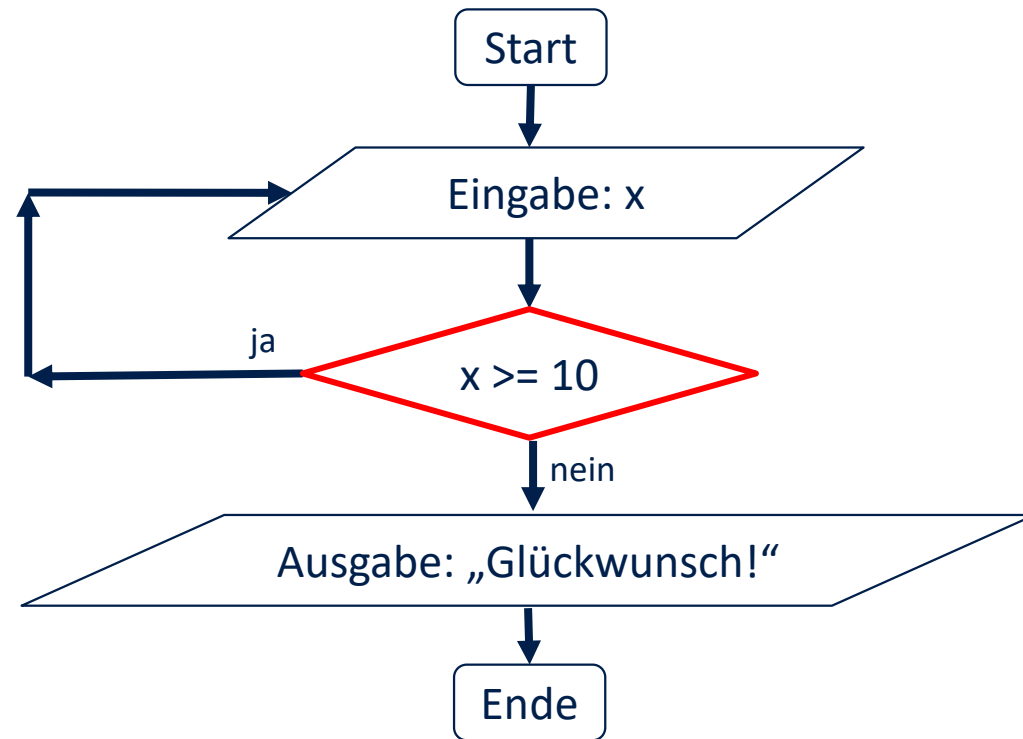 Start
Eingabe: x
ja
x >= 10
nein
Ausgabe: „Glückwunsch!“
Ende